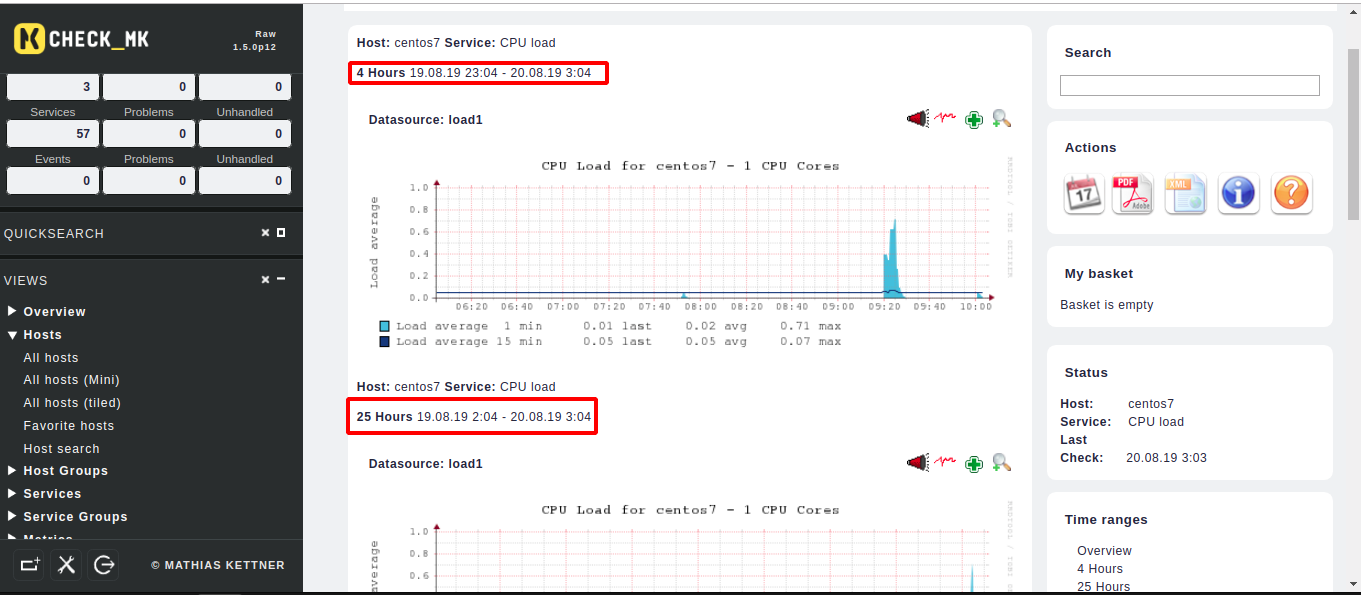 CHECK_MK
Raw
1.5.0p12
3 0 0
Services Problems Unhandled
57 0 0
Events Problems Unhandled
0 0 0
QUICKSEARCH
VIEWS
Overview
Hosts
All hosts
All hosts (Mini)
All hosts (tiled)
Favorite hosts
Host search
Host Groups
Services
Service Groups
Metrics
© MATHIAS KETTNER
Host: centos7 Service: CPU load
4 Hours 19.08.19 23:04 - 20.08.19 3:04
Datasource: load1
CPU Load for centos7 - 1 CPU Cores
Load average
1.0
0.8
0.6
0.4
0.2
0.0
06:20 06:40 07:00 07:20 07:40 08:00 08:20 08:40 09:00 09:20 09:40 10:00
RRDTOOL / TOBI OETIKER
Load average 1 min 0.01 last 0.02 avg 0.71 max
Load average 15 min 0.05 last 0.05 avg 0.07 max
Host: centos7 Service: CPU load
25 Hours 19.08.19 2:04 - 20.08.19 3:04
Datasource: load1
CPU Load for centos7 - 1 CPU Cores
average
1.0
0.8
0.6
Search
Actions
17
PDF
Adobe
XML
My basket
Basket is empty
Status
Host: centos7
Service: CPU load
Last
Check: 20.08.19 3:03
Time ranges
Overview
4 Hours
25 Hours